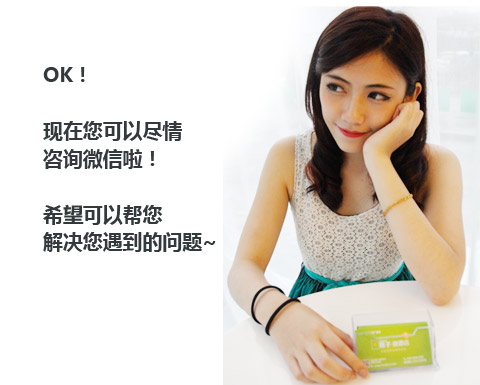 OK！
现在您可以尽情
咨询微信啦！
希望可以帮您
解决您遇到的问题~